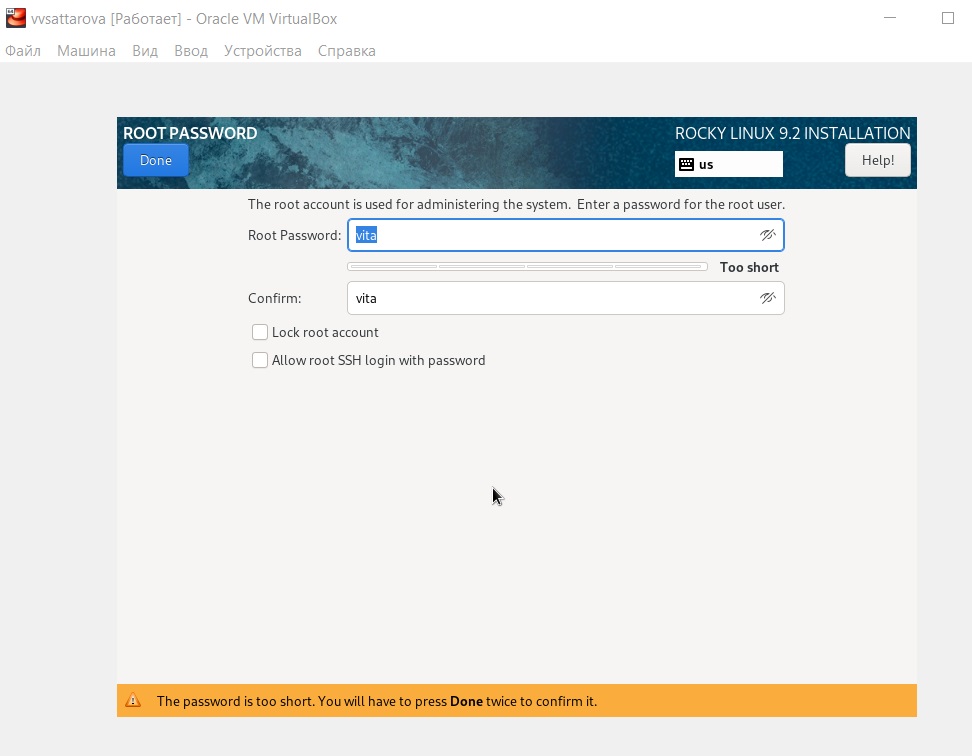 vvsattarova [Работает] - Oracle VM VirtualBox
Файл Машина Вид Ввод Устройства Справка
ROOT PASSWORD ROCKY LINUX 9.2 INSTALLATION
Done us Help!
The root account is used for administering the system. Enter a password for the root user.
Root Password: vita
Too short
Confirm: vita
Lock root account
Allow root SSH login with password
The password is too short. You will have to press Done twice to confirm it.